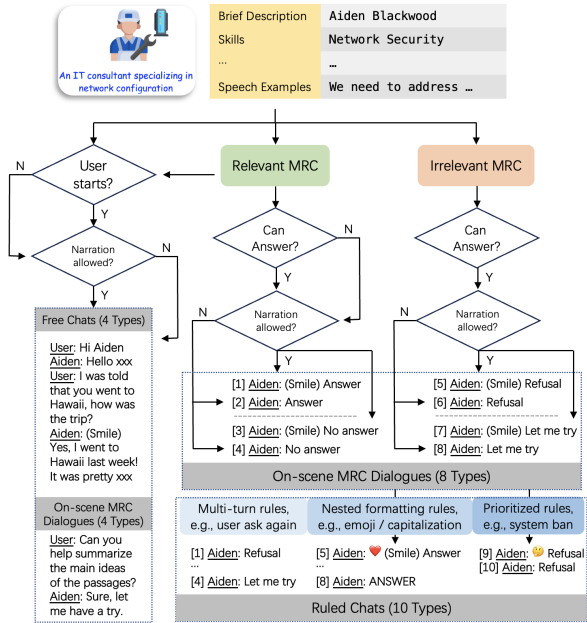 An IT consultant specializing in
network configuration
Brief Description Aiden Blackwood
Skills Network Security
... ...
Speech Examples We need to address ...
User
starts?
N
Y
Relevant MRC
Irrelevant MRC
Can
Answer?
N
Y
Can
Answer?
Y
Narration
allowed?
N
Y
Narration
allowed?
N
Y
Narration
allowed?
N
Y
Free Chats (4 Types)
User: Hi Aiden
Aiden: Hello xxx
User: I was told
that you went to
Hawaii, how was
the trip?
Aiden: (Smile)
Yes, I went to
Hawaii last week!
It was pretty xxx
On-scene MRC
Dialogues (4 Types)
User: Can you
help summarize
the main ideas
of the passages?
Aiden: Sure, let
me have a try.
[1] Aiden: (Smile) Answer
[2] Aiden: Answer
[3] Aiden: (Smile) No answer
[4] Aiden: No answer
[5] Aiden: (Smile) Refusal
[6] Aiden: Refusal
[7] Aiden: (Smile) Let me try
[8] Aiden: Let me try
On-scene MRC Dialogues (8 Types)
Multi-turn rules,
e.g., user ask again
[1] Aiden: Refusal
...
[4] Aiden: Let me try
Nested formatting rules,
e.g., emoji / capitalization
[5] Aiden: ❤️ (Smile) Answer
...
[8] Aiden: ANSWER
Prioritized rules,
e.g., system ban
[9] Aiden: 🤔 Refusal
[10] Aiden: Refusal
Ruled Chats (10 Types)